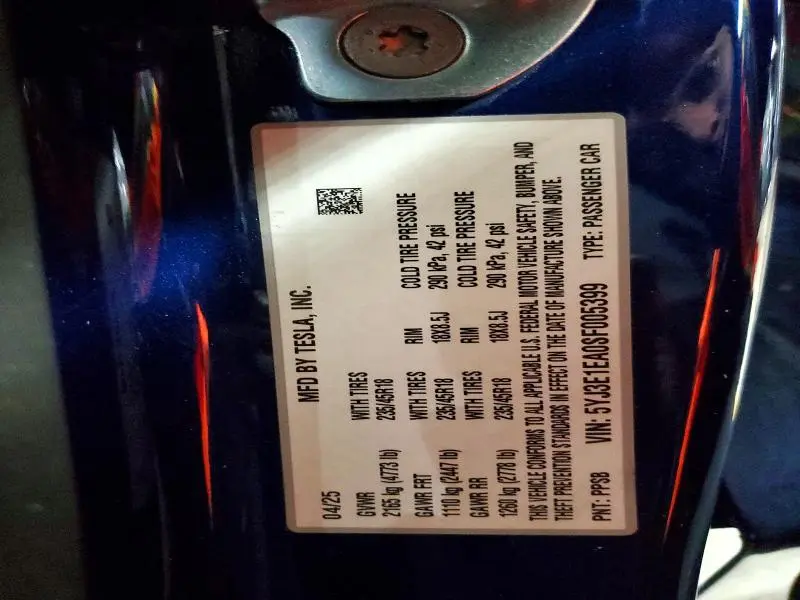 MFD BY TESLA, INC.
04/25
GVWR WITH TIRES
2165 kg (4773 lb) 235/45R18
GAWR FRT WITH TIRES RIM COLD TIRE PRESSURE
1110 kg (2447 lb) 235/45R18 18X8.5J 290 kPa, 42 psi
GAWR RR WITH TIRES RIM COLD TIRE PRESSURE
1260 kg (2778 lb) 235/45R18 18X8.5J 290 kPa, 42 psi
THIS VEHICLE CONFORMS TO ALL APPLICABLE U.S. FEDERAL MOTOR VEHICLE SAFETY, BUMPER, AND
THEFT PREVENTION STANDARDS IN EFFECT ON THE DATE OF MANUFACTURE SHOWN ABOVE.
PNT: PPSB VIN: 5YJ3E1EA0SF005399 TYPE: PASSENGER CAR